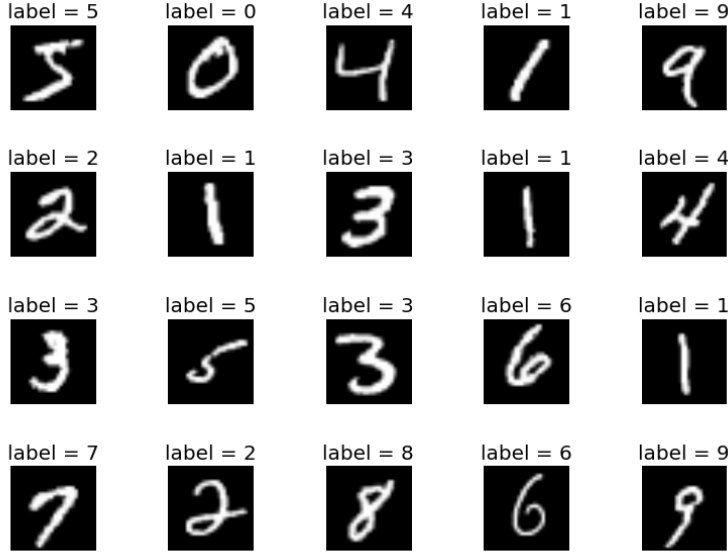 label = 5 label = 0 label = 4 label = 1 label = 9
5 0 4 1 9
label = 2 label = 1 label = 3 label = 1 label = 4
2 1 3 1 4
label = 3 label = 5 label = 3 label = 6 label = 1
3 5 3 6 1
label = 7 label = 2 label = 8 label = 6 label = 9
7 2 8 6 9